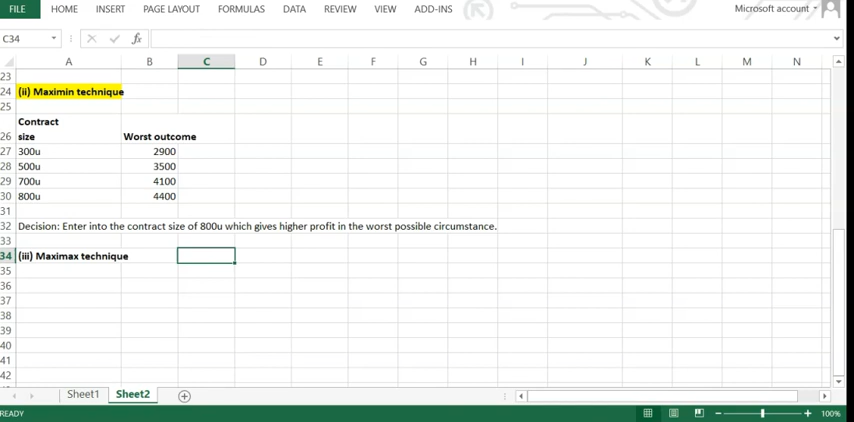 FILE HOME INSERT PAGE LAYOUT FORMULAS DATA REVIEW VIEW ADD-INS Microsoft account
C34 fx
A B C D E F G H I J K L M N
23
24 (ii) Maximin technique
25
Contract
26 size Worst outcome
27 300u 2900
28 500u 3500
29 700u 4100
30 800u 4400
31
32 Decision: Enter into the contract size of 800u which gives higher profit in the worst possible circumstance.
33
34 (iii) Maximax technique
35
36
37
38
39
40
41
42
Sheet1 Sheet2
READY 100%